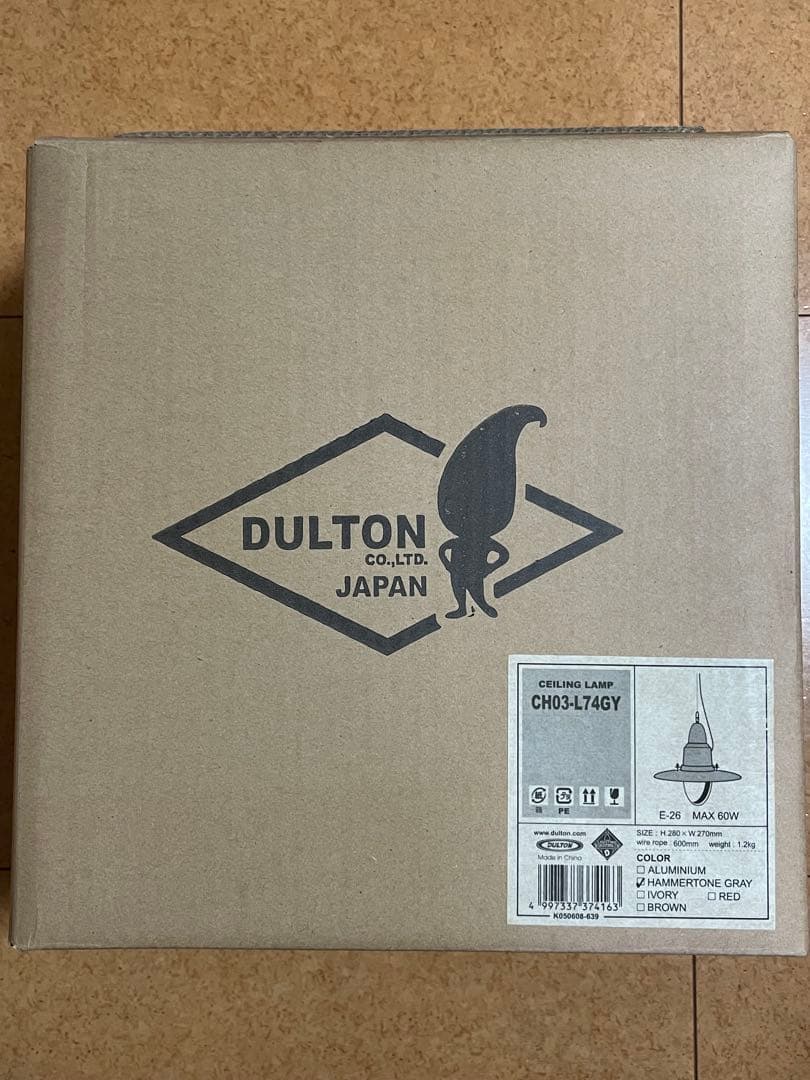 DULTON
CO.,LTD.
JAPAN
CEILING LAMP
CH03-L74GY
PE
E-26 MAX 60W
www.dulton.com
DULTON
Made in China
SIZE : H.280 × W 270mm
wire rope : 600mm weight : 1.2kg
COLOR
☐ ALUMINIUM
☑ HAMMERTONE GRAY
☐ IVORY ☐ RED
☐ BROWN
4 997337 374163
K050608-639